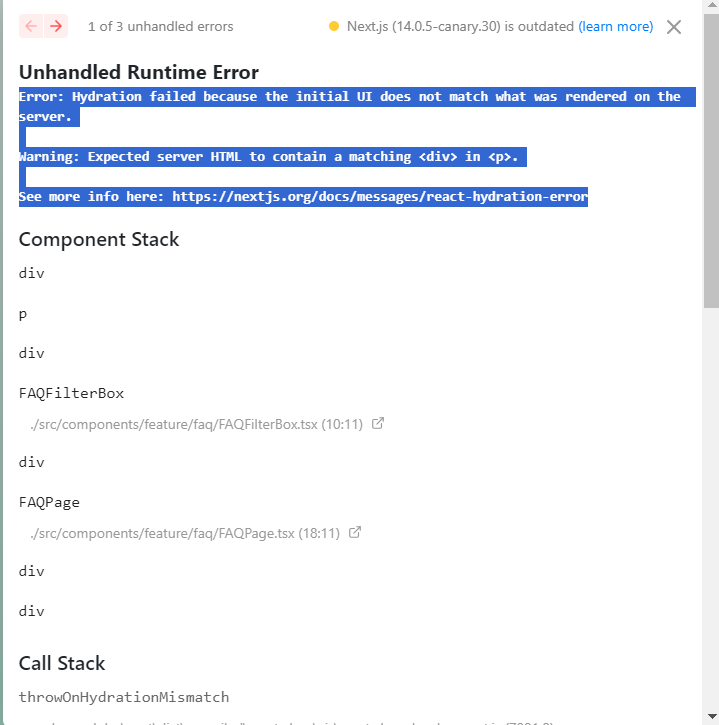 1 of 3 unhandled errors
Next.js (14.0.5-canary.30) is outdated (learn more)
Unhandled Runtime Error
Error: Hydration failed because the initial UI does not match what was rendered on the
server.
Warning: Expected server HTML to contain a matching <div> in <p>.
See more info here: https://nextjs.org/docs/messages/react-hydration-error
Component Stack
div
p
div
FAQFilterBox
./src/components/feature/faq/FAQFilterBox.tsx (10:11)
div
FAQPage
./src/components/feature/faq/FAQPage.tsx (18:11)
div
div
Call Stack
throwOnHydrationMismatch